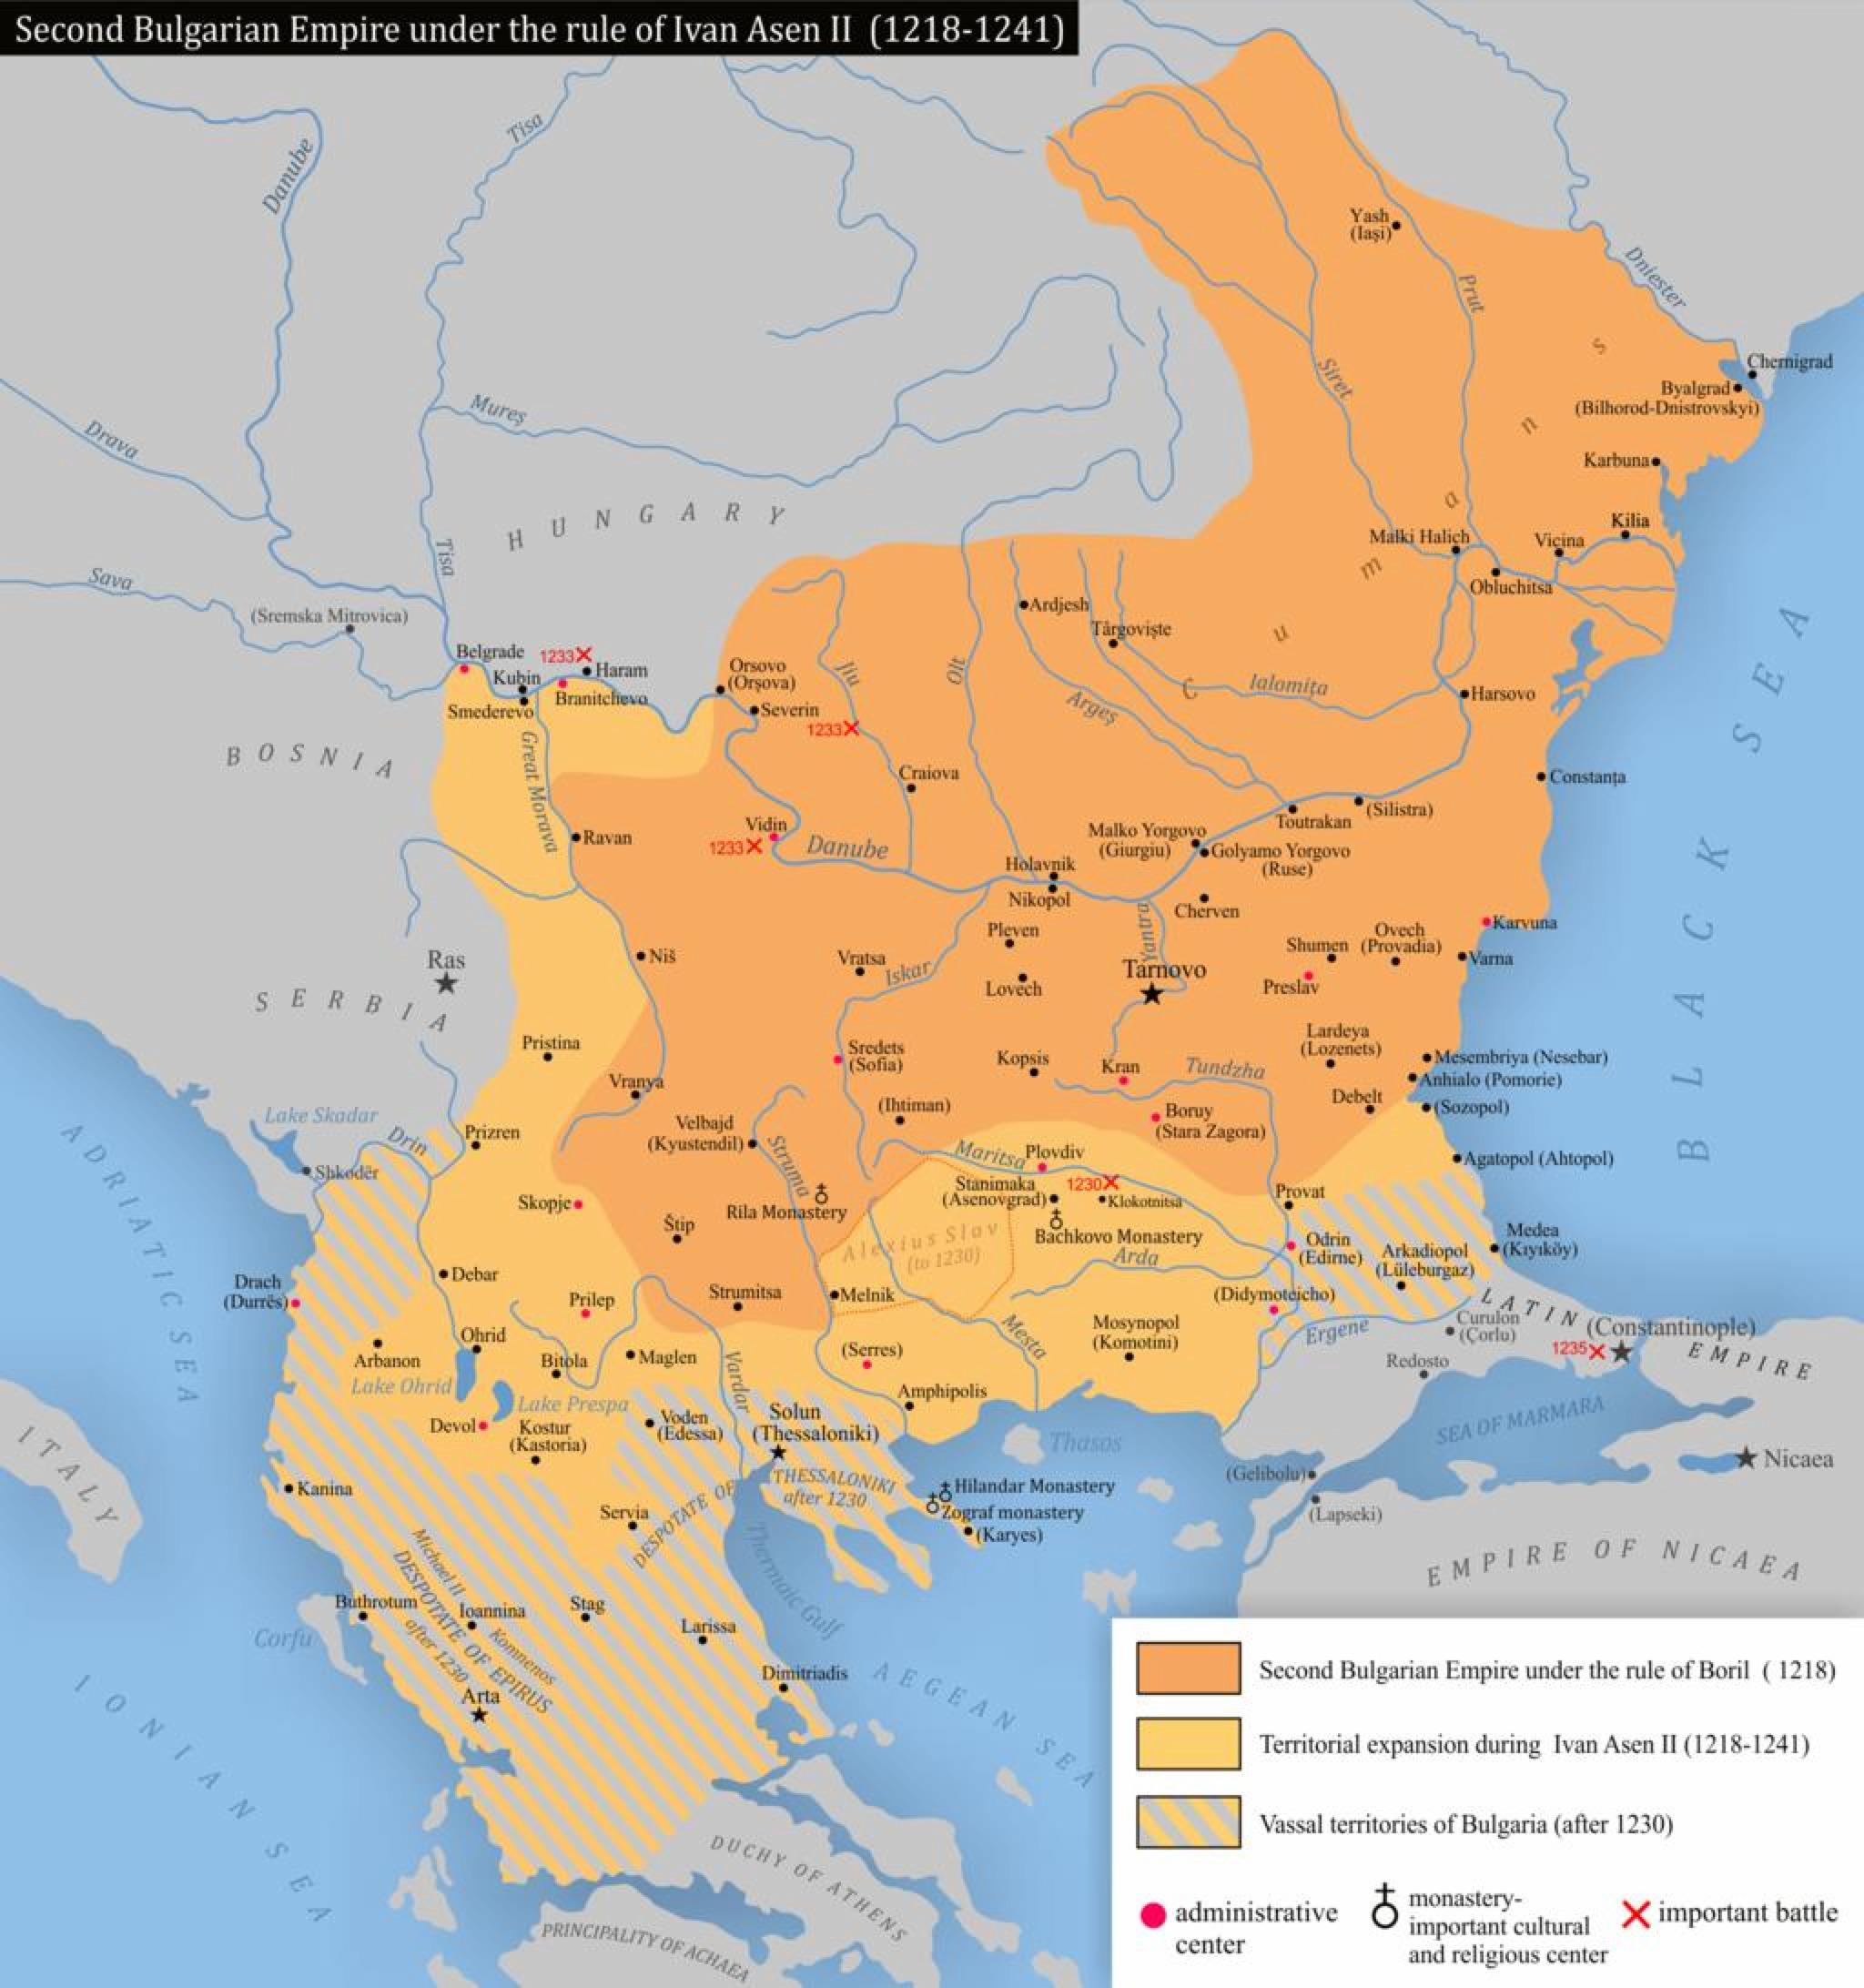 Second Bulgarian Empire under the rule of Ivan Asen II (1218-1241)
Danube
Tisa
Yash
(Iaşi)
Dniester
Prut
Siret
Chernigrad
Byalgrad
(Bilhorod-Dnistrovskyi)
Karbuna
Drava
Mureş
HUNGARY
Tisa
Sava
(Sremska Mitrovica)
Malki Halich
Vicina
Kilia
Obluchitsa
Cumans
Ardjesh
Târgovişte
Belgrade
1233
Haram
Kubin
Branitchevo
Smederevo
Orsovo
(Orşova)
Severin
1233
Jiu
Olt
Argeş
Ialomiţa
Harsovo
BOSNIA
Great Morava
Craiova
Constanţa
BLACK SEA
Ravan
Vidin
1233
Danube
Toutrakan
(Silistra)
Malko Yorgovo
(Giurgiu)
Golyamo Yorgovo
(Ruse)
Holavnik
Nikopol
Cherven
Yantra
Pleven
Karvuna
Ovech
(Provadia)
Shumen
Varna
Ras
Niš
Vratsa
Iskar
Lovech
Tarnovo
Preslav
SERBIA
Pristina
Sredets
(Sofia)
Kopsis
Kran
Tundzha
Lardeya
(Lozenets)
Mesembriya (Nesebar)
Anhialo (Pomorie)
(Sozopol)
Debelt
Vranya
(Ihtiman)
Boruy
(Stara Zagora)
Velbajd
(Kyustendil)
Struma
ADRIATIC SEA
Lake Skadar
Drin
Prizren
Shkodër
Maritsa
Plovdiv
Agatopol (Ahtopol)
Stanimaka
(Asenovgrad)
1230
Klokotnitsa
Provat
Skopje
Rila Monastery
Štip
Alexius Slav
(to 1230)
Bachkovo Monastery
Arda
Odrin
(Edirne)
Arkadiopol
(Lüleburgaz)
Medea
(Kıyıköy)
Drach
(Durrës)
Debar
Prilep
Strumitsa
Melnik
(Didymoteicho)
LATIN EMPIRE
Mesta
Mosynopol
(Komotini)
Ergene
Curulon
(Çorlu)
(Constantinople)
1235
Arbanon
Ohrid
Lake Ohrid
Bitola
Maglen
Vardar
(Serres)
Redosto
Lake Prespa
Amphipolis
Devol
Kostur
(Kastoria)
Voden
(Edessa)
Solun
(Thessaloniki)
Thasos
SEA OF MARMARA
Nicaea
ITALY
Kanina
DESPOTATE OF THESSALONIKI
after 1230
Hilandar Monastery
Zograf monastery
(Karyes)
(Gelibolu)
(Lapseki)
Servia
Thermaic Gulf
EMPIRE OF NICAEA
Michael II Komnenos
DESPOTATE OF EPIRUS
after 1230
Buthrotum
Ioannina
Stag
Larissa
Corfu
Arta
Dimitriadis
AEGEAN SEA
IONIAN SEA
DUCHY OF ATHENS
PRINCIPALITY OF ACHAEA
Second Bulgarian Empire under the rule of Boril ( 1218)
Territorial expansion during Ivan Asen II (1218-1241)
Vassal territories of Bulgaria (after 1230)
administrative
center
monastery-
important cultural
and religious center
important battle